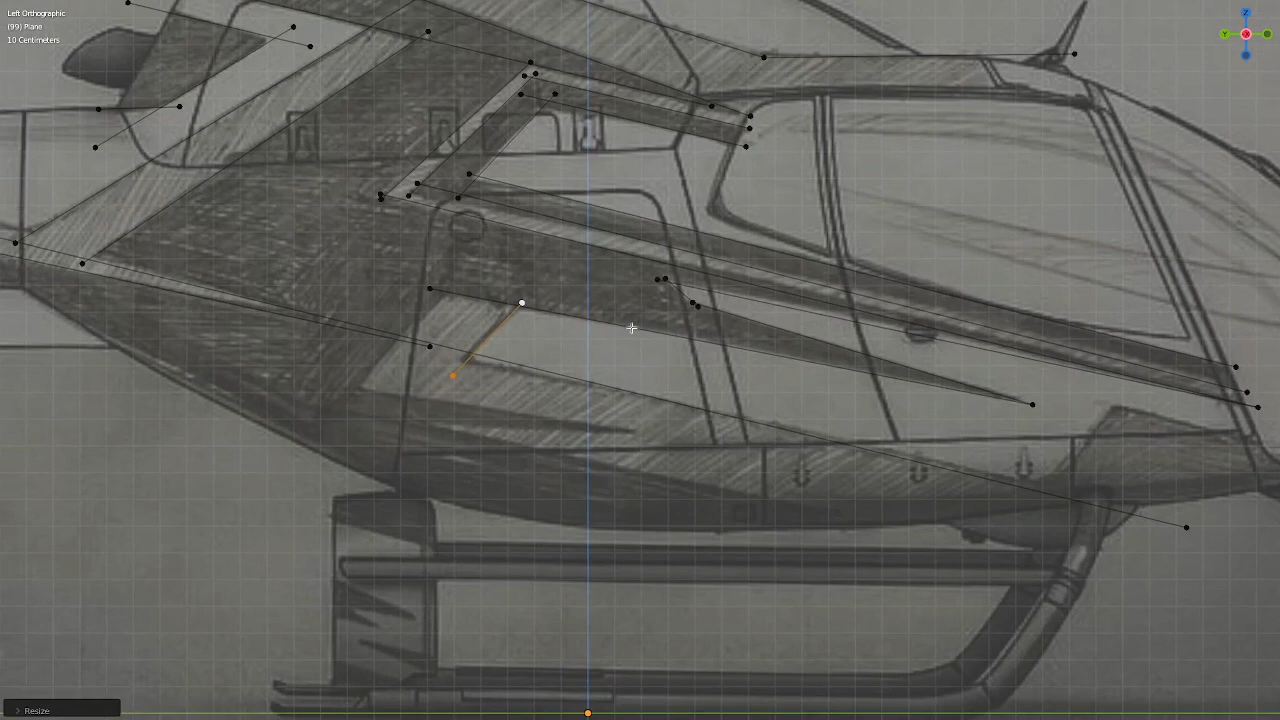 Left Orthographic
(99) Plane
10 Centimeters
Z
Y
X
> Resize